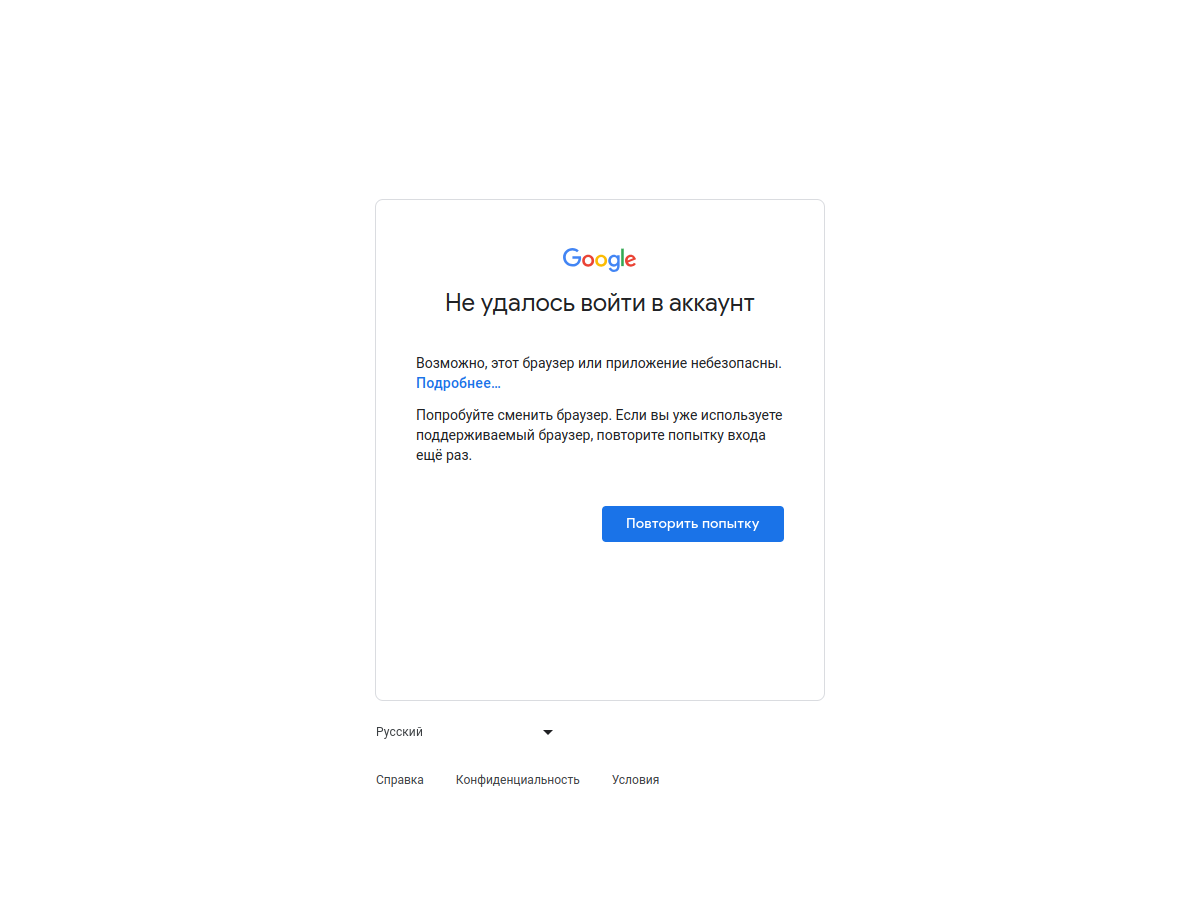 Google
Не удалось войти в аккаунт
Возможно, этот браузер или приложение небезопасны.
Подробнее…
Попробуйте сменить браузер. Если вы уже используете
поддерживаемый браузер, повторите попытку входа
ещё раз.
Повторить попытку
Русский
Справка Конфиденциальность Условия